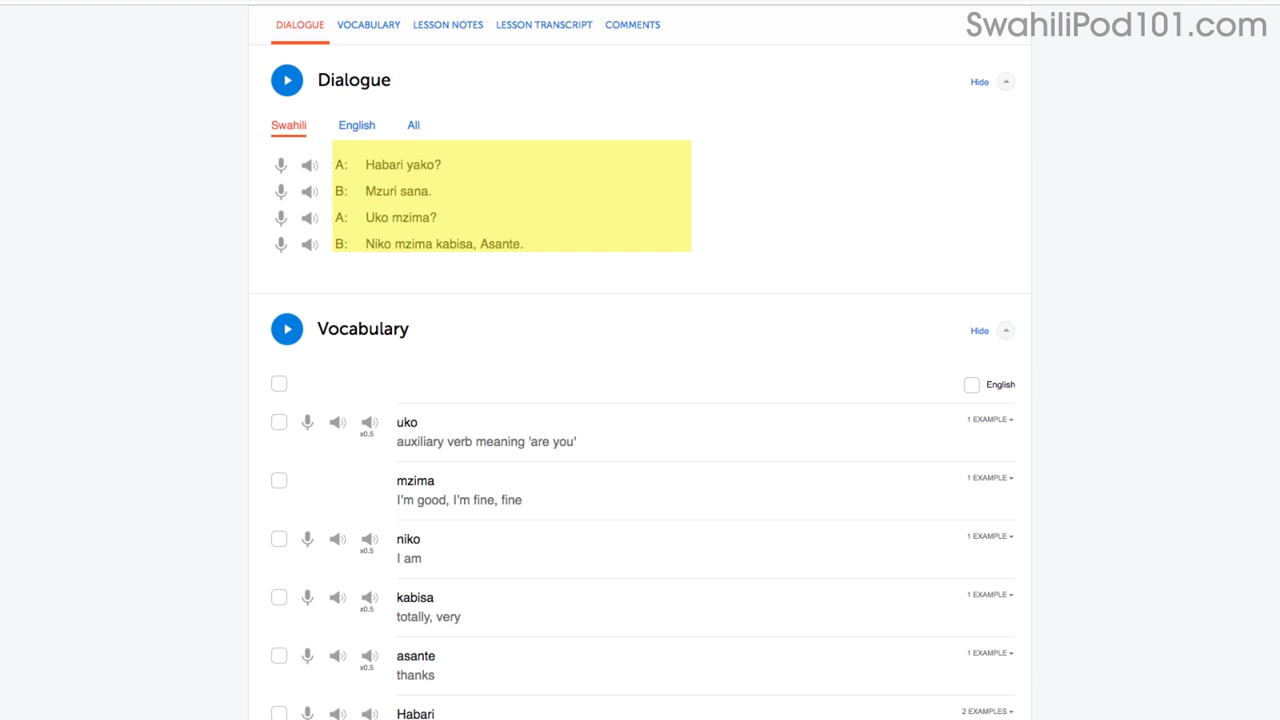 SwahiliPod101.com
DIALOGUE VOCABULARY LESSON NOTES LESSON TRANSCRIPT COMMENTS
Dialogue
Hide
Swahili English All
A: Habari yako?
B: Mzuri sana.
A: Uko mzima?
B: Niko mzima kabisa, Asante.
Vocabulary
Hide
English
uko
1 EXAMPLE
x0.5
auxiliary verb meaning 'are you'
mzima
1 EXAMPLE
I'm good, I'm fine, fine
niko
1 EXAMPLE
x0.5
I am
kabisa
1 EXAMPLE
x0.5
totally, very
asante
1 EXAMPLE
x0.5
thanks
Habari
2 EXAMPLES